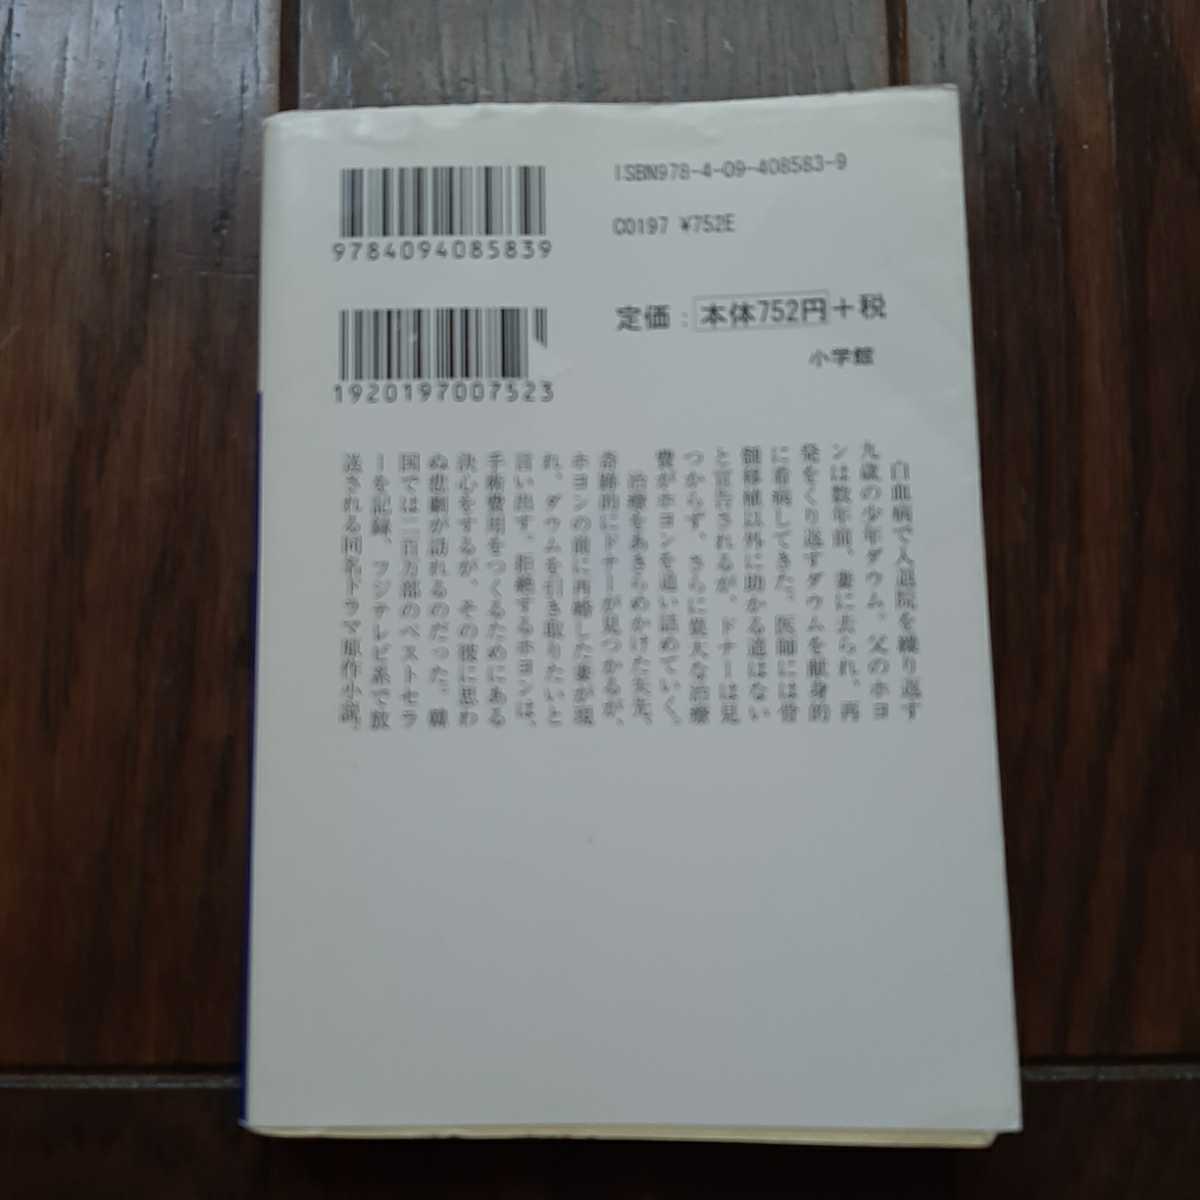 ISBN978-4-09-408583-9
9784094085839
C0197 ¥752E
定価：本体752円＋税
1920197007523
小学館
白血病で入退院を繰り返す
九歳の少年ダウム。父のホヨ
ンは数年前、妻に去られ、再
発をくり返すダウムを献身的
に看病してきた。医師には骨
髄移植以外に助かる道はない
と宣告されるが、ドナーは見
つからず、さらに莫大な治療
費がホヨンを追い詰めていく。
治療をあきらめかけた矢先、
奇跡的にドナーが見つかるが、
ホヨンの前に再婚した妻が現
れ、ダウムを引き取りたいと
言い出す。拒絶するホヨンは、
手術費用をつくるためにある
決心をするが、その彼に思わ
ぬ悲劇が訪れるのだった。韓
国では二百万部のベストセラ
ーを記録、フジテレビ系で放
送される同名ドラマ原作小説。